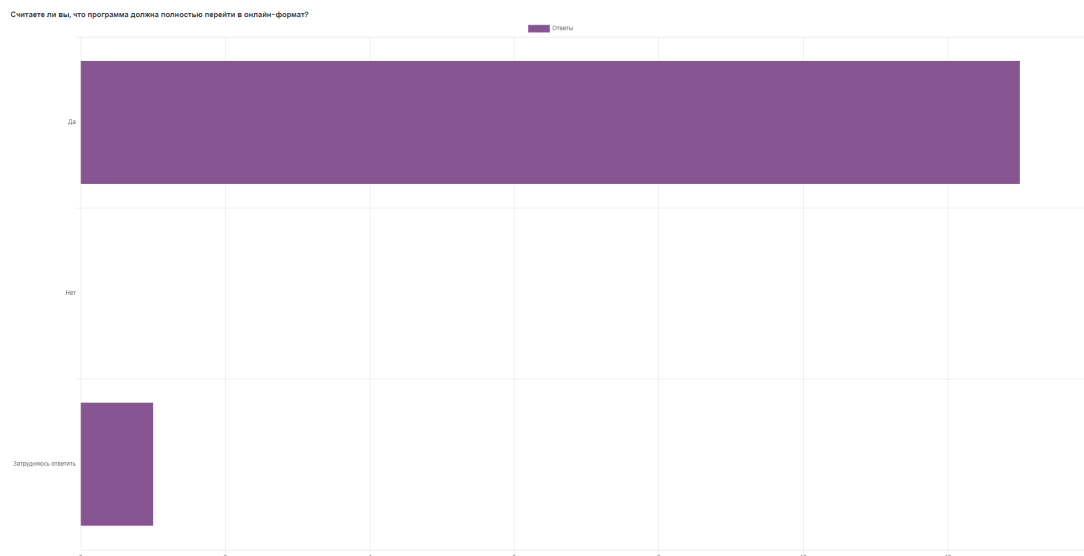 Считаете ли вы, что программа должна полностью перейти в онлайн-формат?
Ответы
Да
Нет
Затрудняюсь ответить